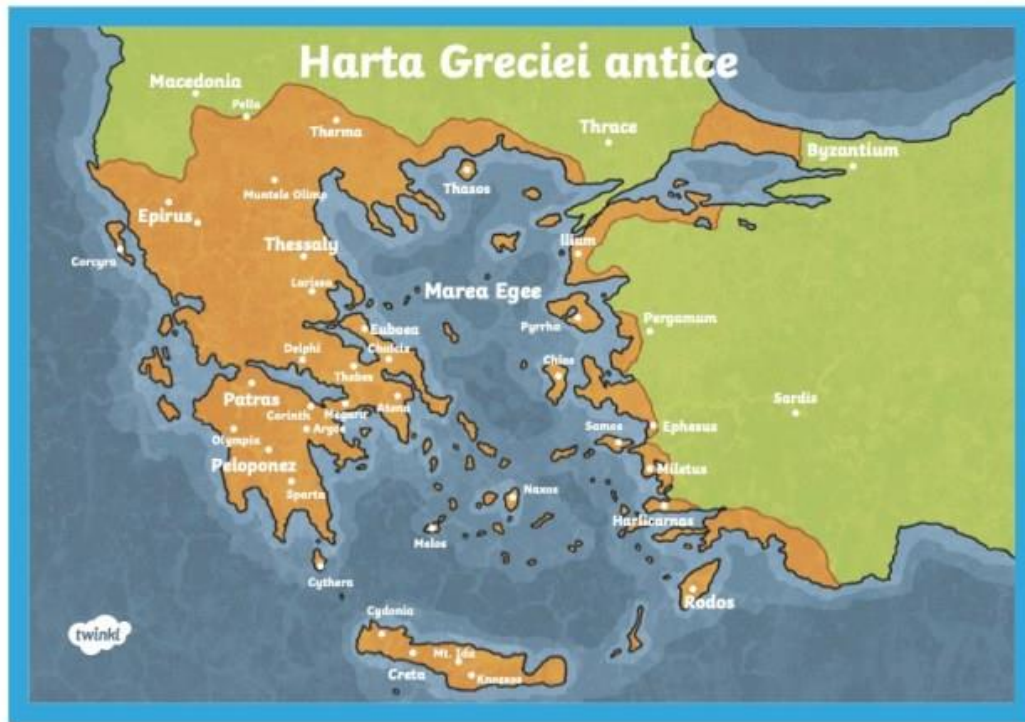 Harta Greciei antice
Macedonia
Pella
Therma
Thrace
Byzantium
Thasos
Muntele Olimp
Epirus
Thessaly
Ilium
Corcyra
Larissa
Marea Egee
Pyrrha
Pergamum
Eubaea
Delphi
Chalcis
Thebes
Chios
Patras
Atena
Sardis
Corinth
Megara
Olympia
Argos
Samos
Ephesus
Peloponez
Miletus
Sparta
Naxos
Harlicarnas
Melos
Cythera
Rodos
Cydonia
twinkl
Mt. Ida
Creta
Knossos